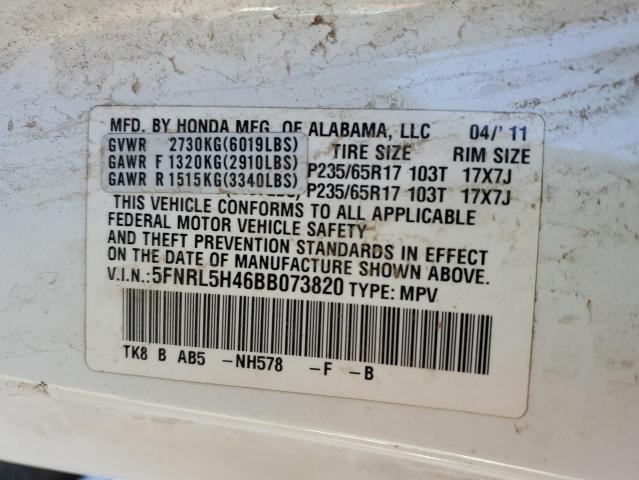 MFD. BY HONDA MFG. OF ALABAMA, LLC 04/'11
GVWR 2730KG(6019LBS) TIRE SIZE RIM SIZE
GAWR F 1320KG(2910LBS) P235/65R17 103T 17X7J
GAWR R 1515KG(3340LBS) P235/65R17 103T 17X7J
THIS VEHICLE CONFORMS TO ALL APPLICABLE
FEDERAL MOTOR VEHICLE SAFETY
AND THEFT PREVENTION STANDARDS IN EFFECT
ON THE DATE OF MANUFACTURE SHOWN ABOVE.
V.I.N.:5FNRL5H46BB073820 TYPE: MPV
TK8 B AB5 -NH578 -F -B